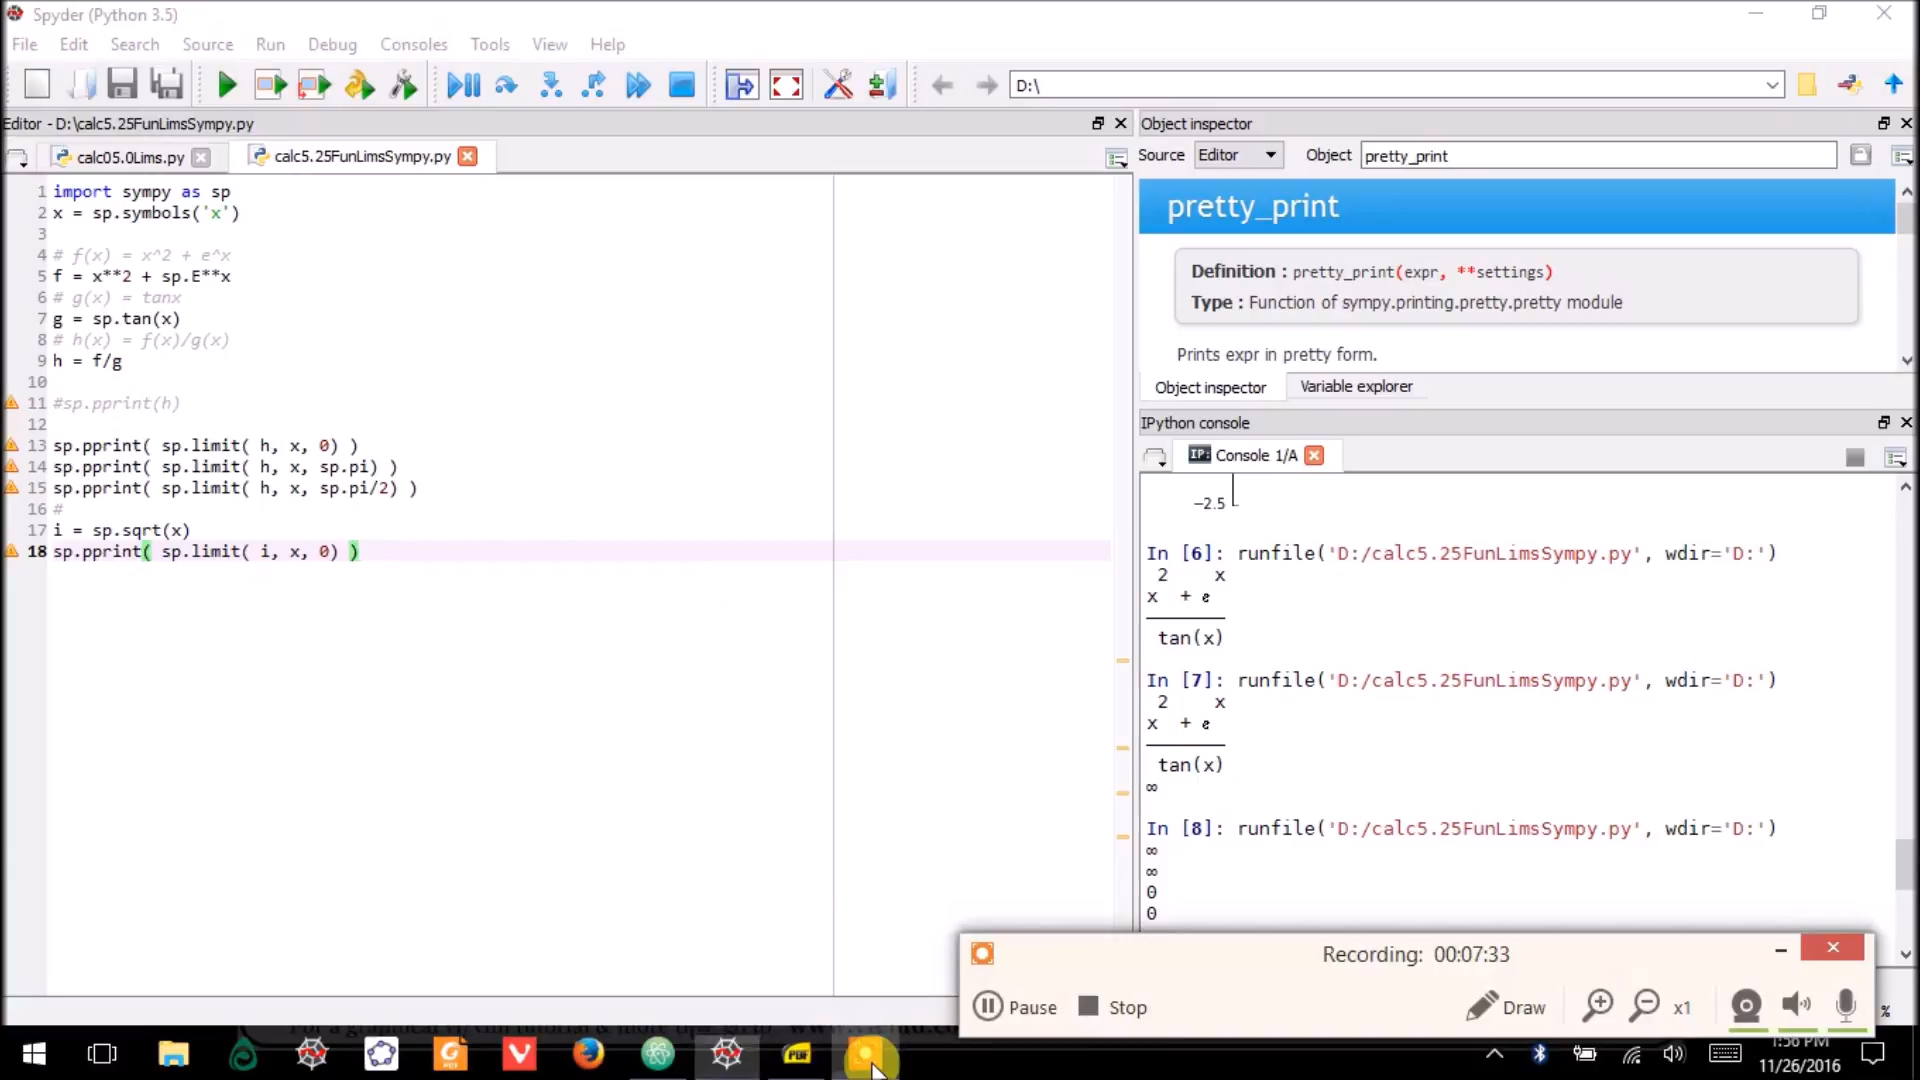 Spyder (Python 3.5)
File Edit Search Source Run Debug Consoles Tools View Help
D:\
Editor - D:\calc5.25FunLimsSympy.py
calc05.0Lims.py
calc5.25FunLimsSympy.py
1 import sympy as sp
2 x = sp.symbols('x')
3
4 # f(x) = x^2 + e^x
5 f = x**2 + sp.E**x
6 # g(x) = tanx
7 g = sp.tan(x)
8 # h(x) = f(x)/g(x)
9 h = f/g
10
11 #sp.pprint(h)
12
13 sp.pprint( sp.limit( h, x, 0) )
14 sp.pprint( sp.limit( h, x, sp.pi) )
15 sp.pprint( sp.limit( h, x, sp.pi/2) )
16 #
17 i = sp.sqrt(x)
18 sp.pprint( sp.limit( i, x, 0) )
Object inspector
Source Editor Object pretty_print
pretty_print
Definition : pretty_print(expr, **settings)
Type : Function of sympy.printing.pretty.pretty module
Prints expr in pretty form.
Object inspector Variable explorer
IPython console
IP: Console 1/A
−2.5
In [6]: runfile('D:/calc5.25FunLimsSympy.py', wdir='D:')
2 x
x + e
tan(x)
In [7]: runfile('D:/calc5.25FunLimsSympy.py', wdir='D:')
2 x
x + e
tan(x)
∞
In [8]: runfile('D:/calc5.25FunLimsSympy.py', wdir='D:')
∞
∞
0
0
Recording: 00:07:33
Pause Stop Draw x1
%
PDF
1:56 PM
11/26/2016